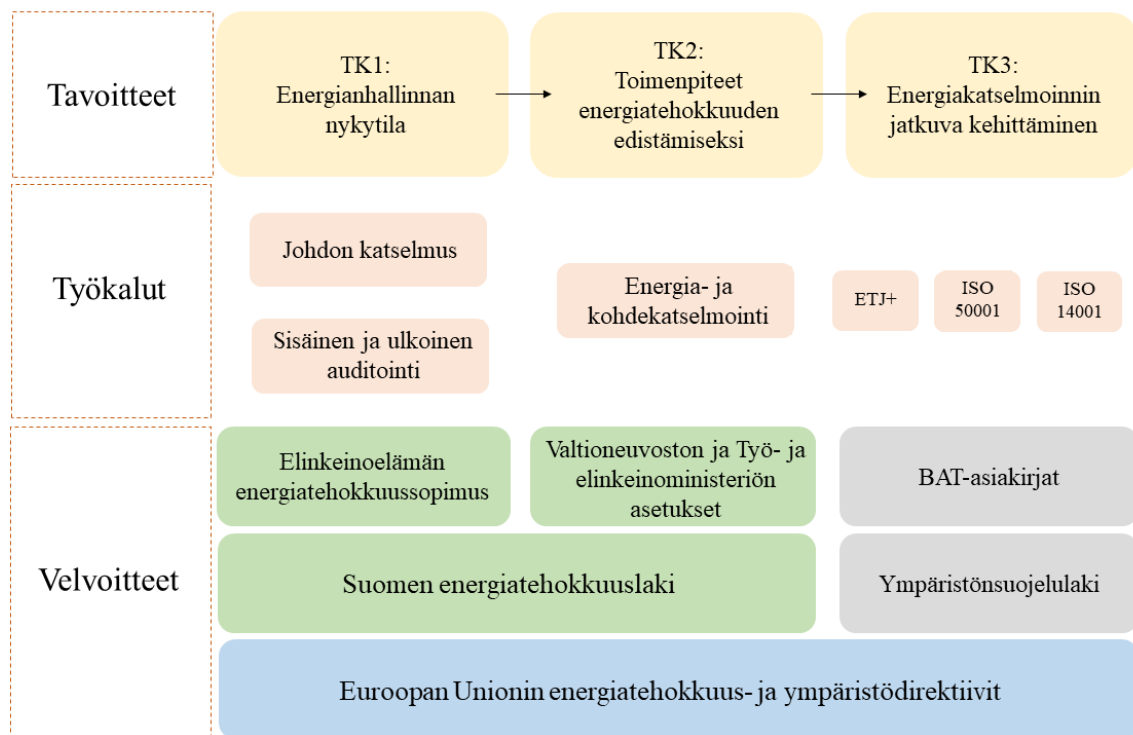 Tavoitteet
TK1:
Energianhallinnan
nykytila
TK2:
Toimenpiteet
energiatehokkuuden
edistämiseksi
TK3:
Energiakatselmoinnin
jatkuva kehittäminen
Työkalut
Johdon katselmus
Sisäinen ja ulkoinen
auditointi
Energia- ja
kohdekatselmointi
ETJ+
ISO
50001
ISO
14001
Velvoitteet
Elinkeinoelämän
energiatehokkuussopimus
Valtioneuvoston ja Työ- ja
elinkeinoministeriön
asetukset
BAT-asiakirjat
Suomen energiatehokkuuslaki
Ympäristönsuojelulaki
Euroopan Unionin energiatehokkuus- ja ympäristödirektiivit